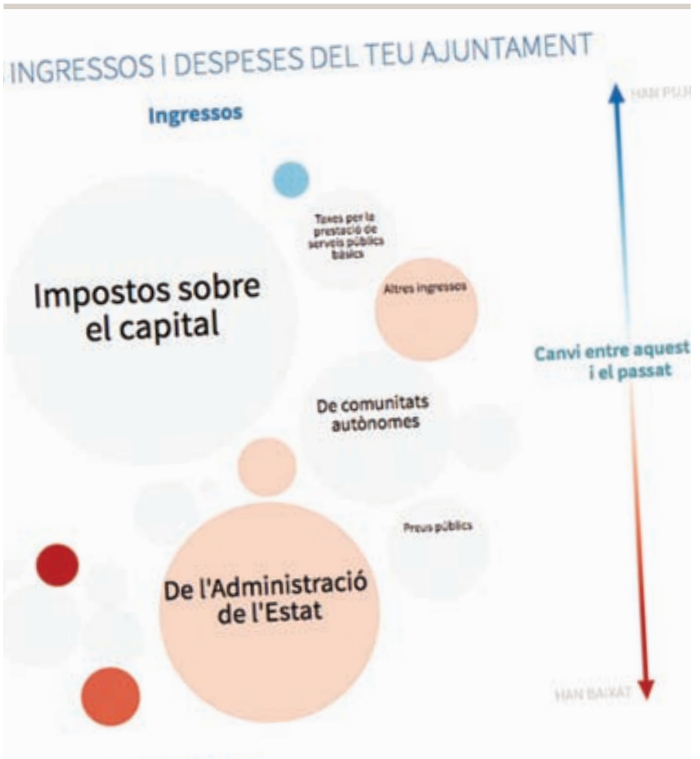 INGRESSOS I DESPESES DEL TEU AJUNTAMENT
Ingressos
HAN
Taxes per la
prestació de
serveis públics
bàsics
Altres ingressos
Impostos sobre
el capital
Canvi entre aquest
i el passat
De comunitats
autònomes
Preus públics
De l'Administració
de l'Estat
HAN BAIXAT